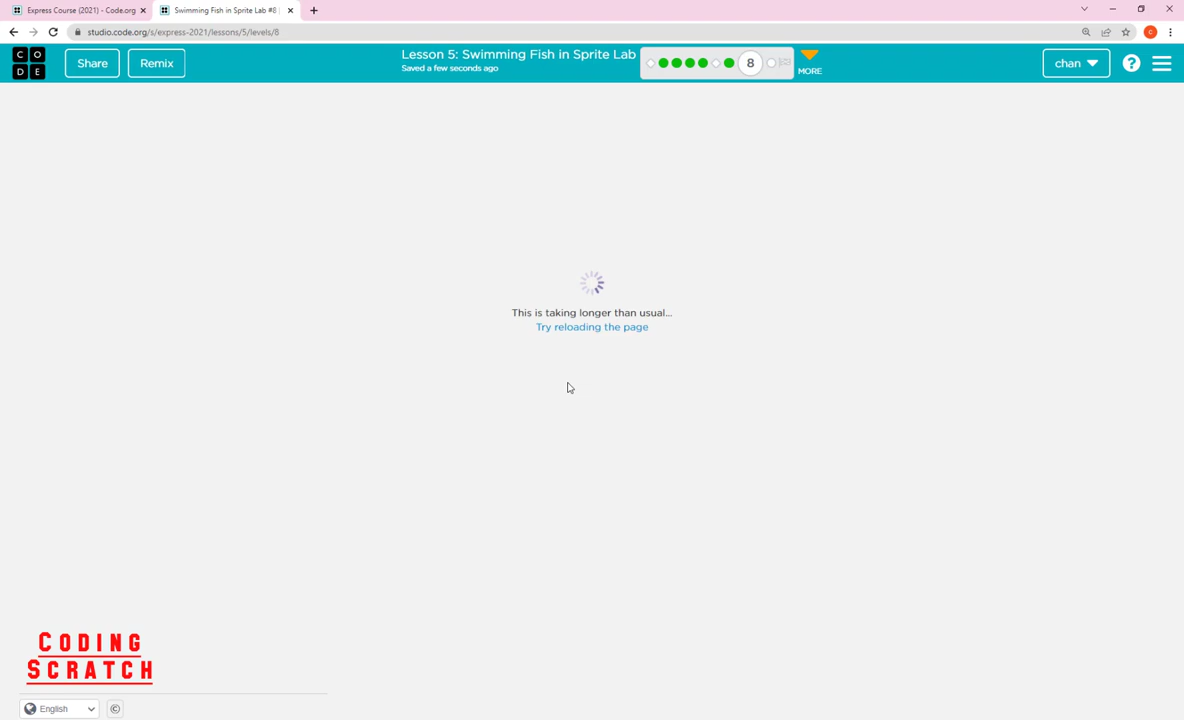 Express Course (2021) - Code.org
Swimming Fish in Sprite Lab #8
studio.code.org/s/express-2021/lessons/5/levels/8
C O
D E
Share
Remix
Lesson 5: Swimming Fish in Sprite Lab
Saved a few seconds ago
8
MORE
chan
?
This is taking longer than usual...
Try reloading the page
CODING
SCRATCH
English
©